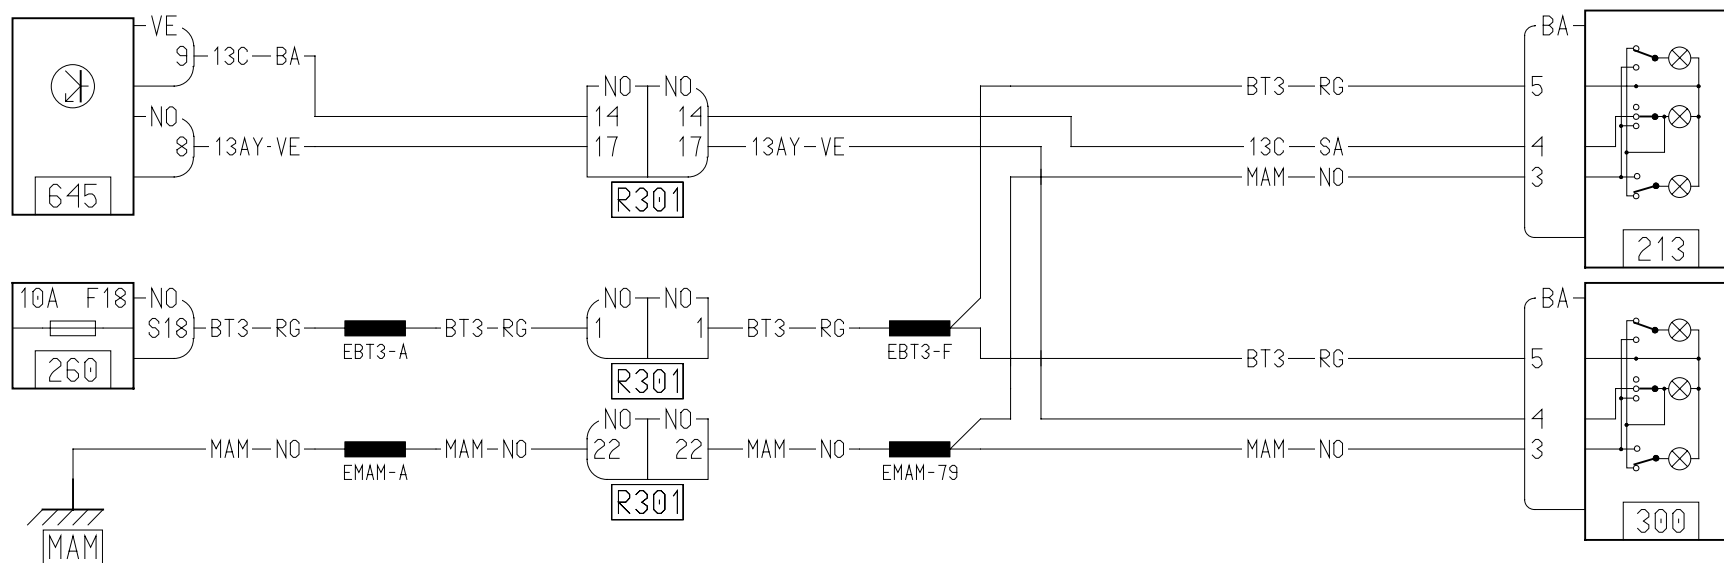 VE
9 13C BA
NO
8 13AY VE
645
NO NO
14 14
17 17
R301
13AY VE
BA
BT3 RG 5
13C SA 4
MAM NO 3
213
10A F18 NO
S18 BT3 RG
260
EBT3-A
BT3 RG
NO NO
1 1
R301
BT3 RG
EBT3-F
BA
BT3 RG 5
4
MAM NO 3
300
MAM NO
EMAM-A
MAM NO
NO NO
22 22
R301
MAM NO
EMAM-79
MAM